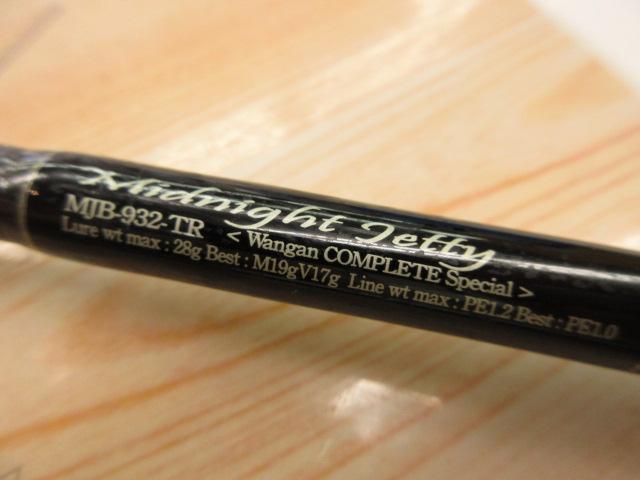 Midnight Jetty
MJB-932-TR < Wangan COMPLETE Special >
Lure wt max : 28g Best : M19gV17g Line wt max : PE1.2 Best : PE1.0